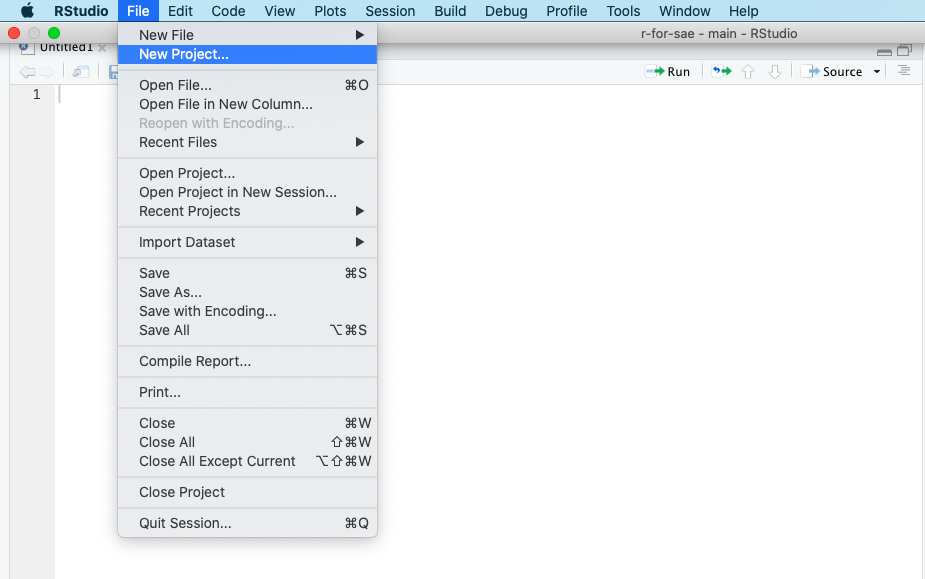 RStudio File Edit Code View Plots Session Build Debug Profile Tools Window Help
r-for-sae - main - RStudio
Untitled1
Run Source
1
New File
New Project...
Open File... ⌘O
Open File in New Column...
Reopen with Encoding...
Recent Files
Open Project...
Open Project in New Session...
Recent Projects
Import Dataset
Save ⌘S
Save As...
Save with Encoding...
Save All ⌥⌘S
Compile Report...
Print...
Close ⌘W
Close All ⇧⌘W
Close All Except Current ⌥⇧⌘W
Close Project
Quit Session... ⌘Q